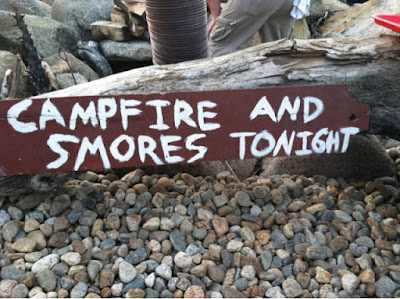 CAMPFIRE AND
SMORES TONIGHT